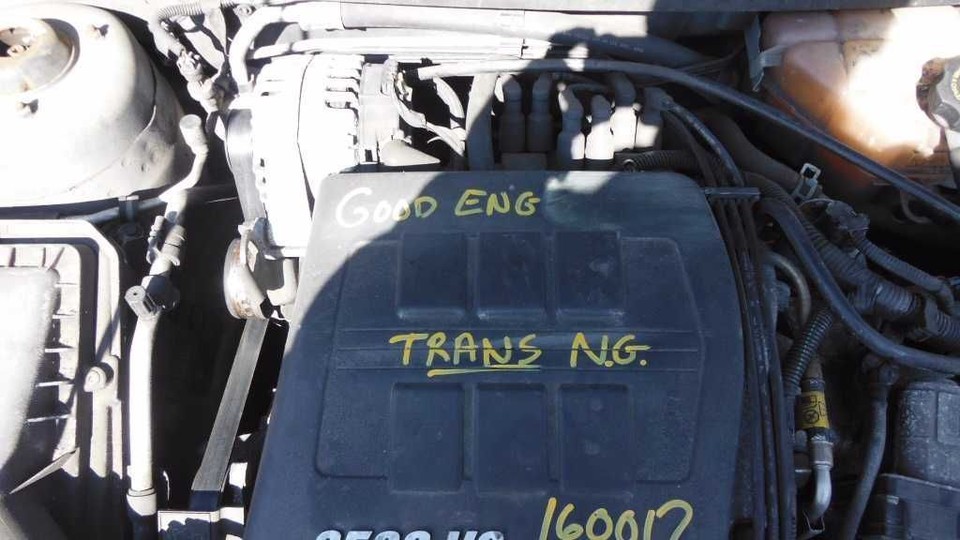 GOOD ENG
TRANS N.G.
160017